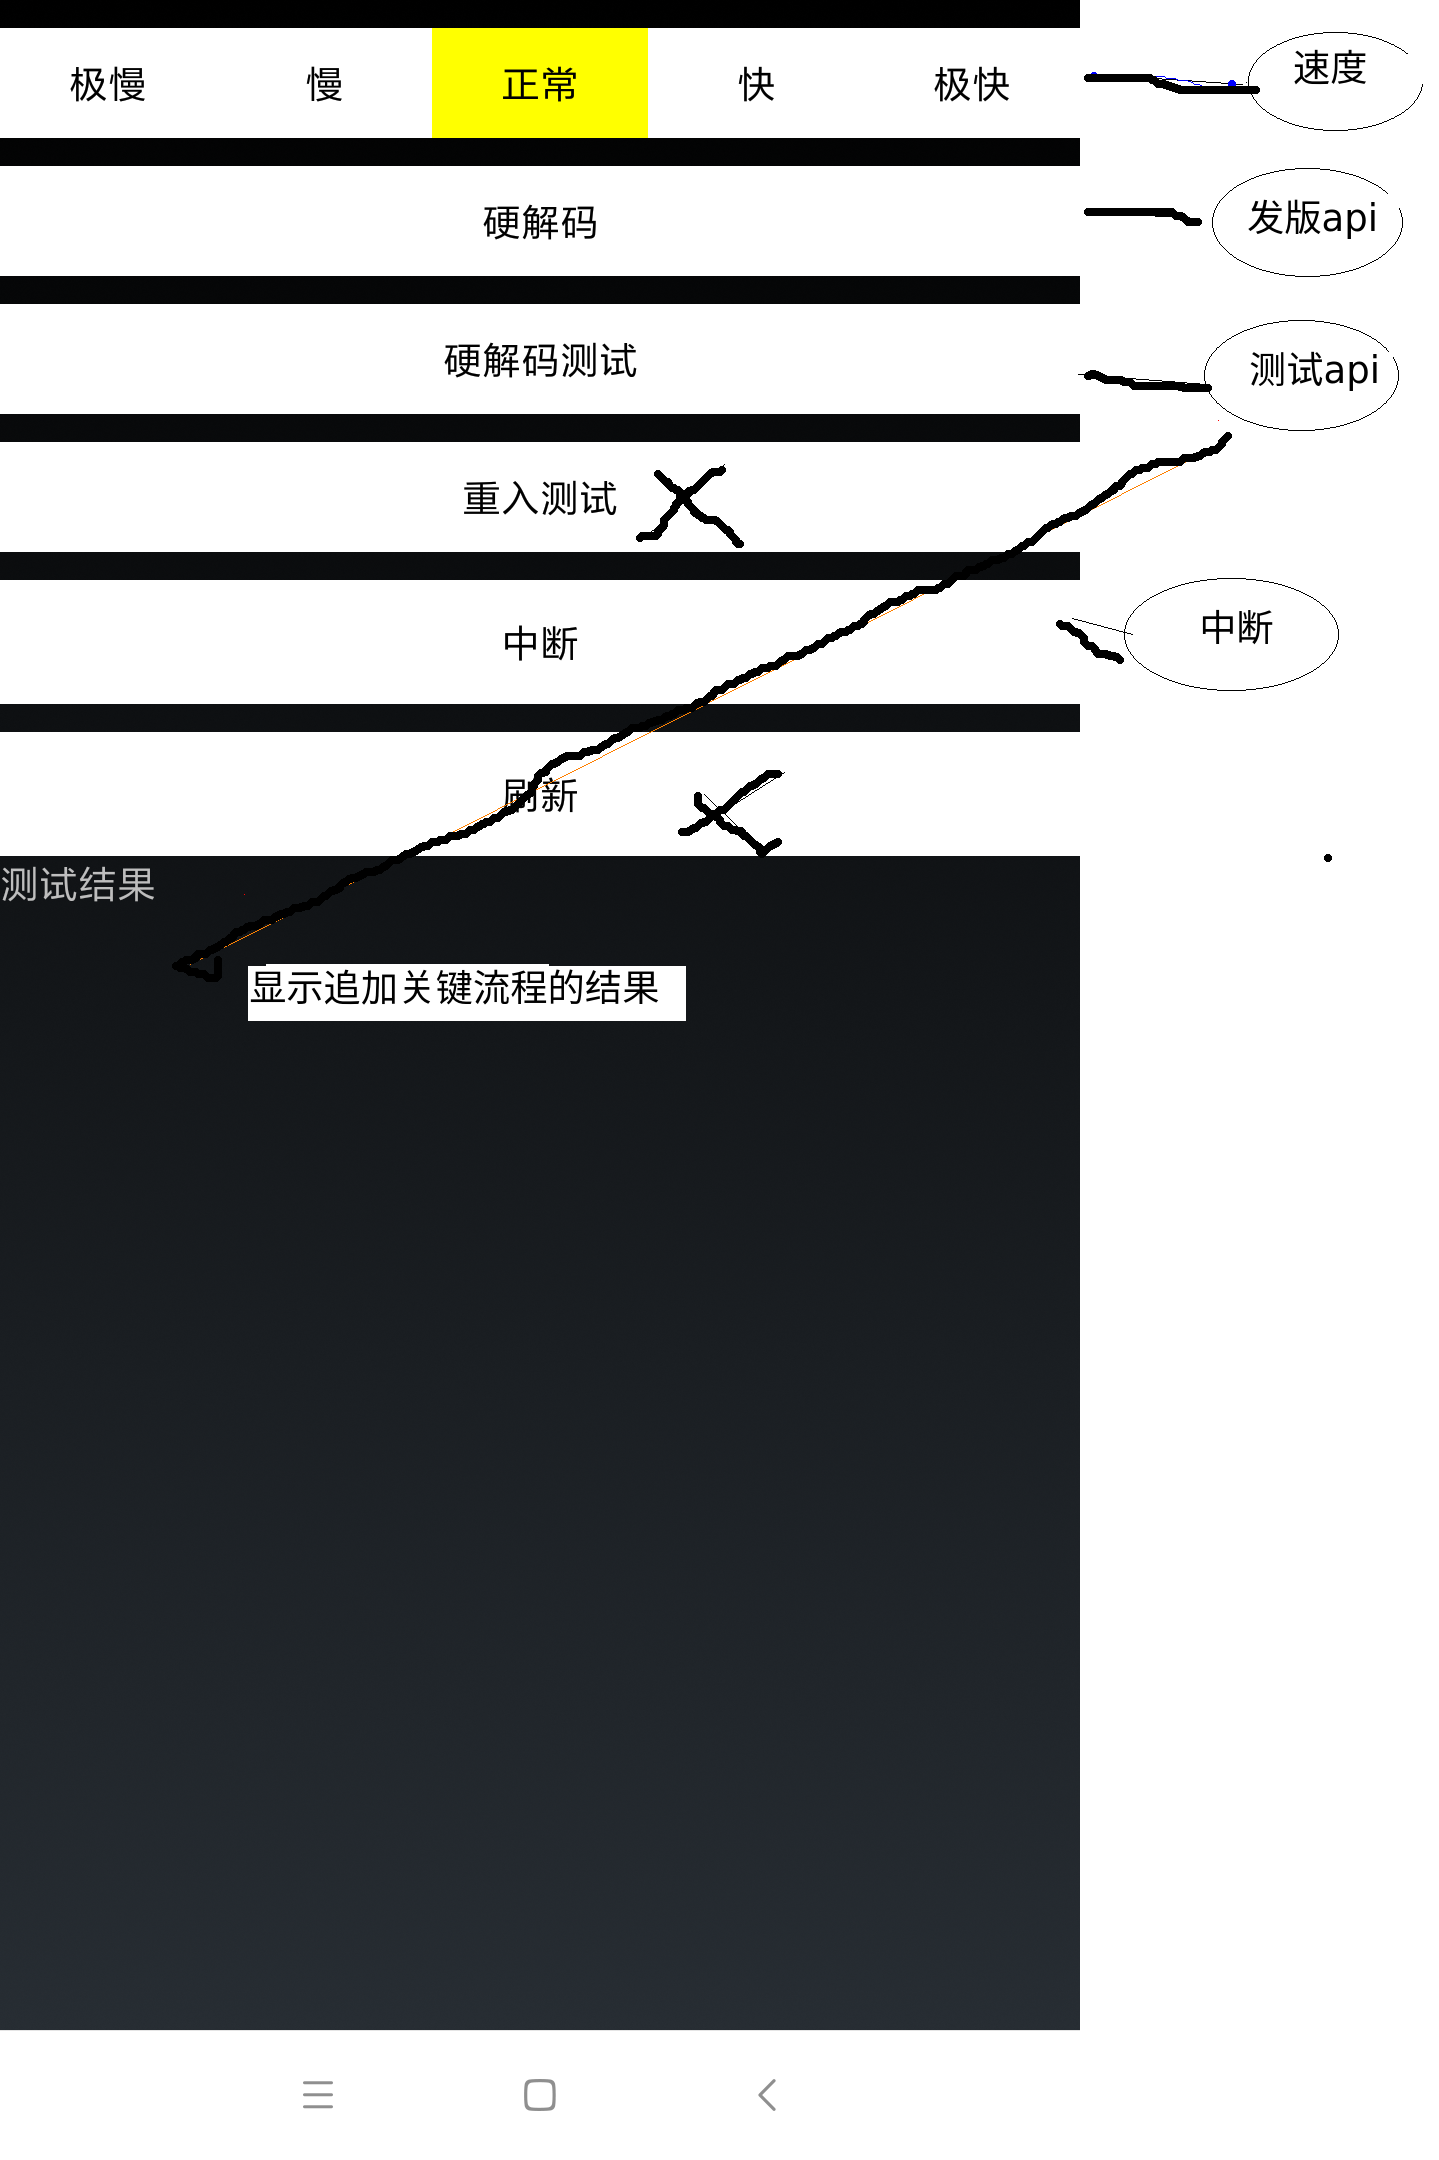 极慢 慢 正常 快 极快 速度
硬解码 发版api
硬解码测试 测试api
重入测试
中断 中断
刷新
测试结果
显示追加关键流程的结果